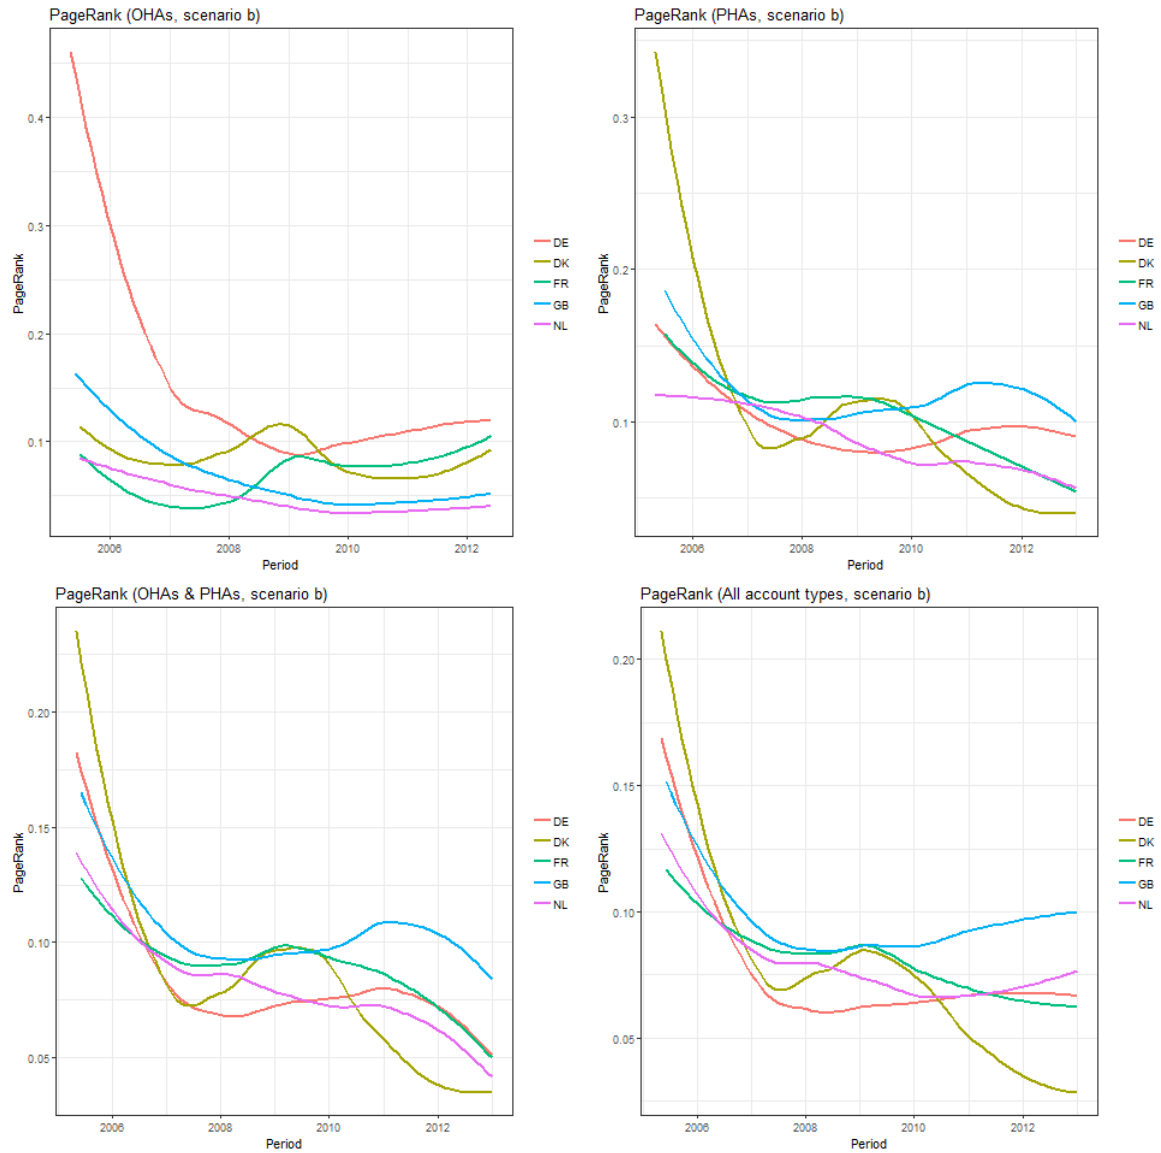 PageRank (OHAs, scenario b)
PageRank
0.4
0.3
0.2
0.1
2006 2008 2010 2012
Period
DE
DK
FR
GB
NL
PageRank (PHAs, scenario b)
PageRank
0.3
0.2
0.1
2006 2008 2010 2012
Period
DE
DK
FR
GB
NL
PageRank (OHAs & PHAs, scenario b)
PageRank
0.20
0.15
0.10
0.05
2006 2008 2010 2012
Period
DE
DK
FR
GB
NL
PageRank (All account types, scenario b)
PageRank
0.20
0.15
0.10
0.05
2006 2008 2010 2012
Period
DE
DK
FR
GB
NL